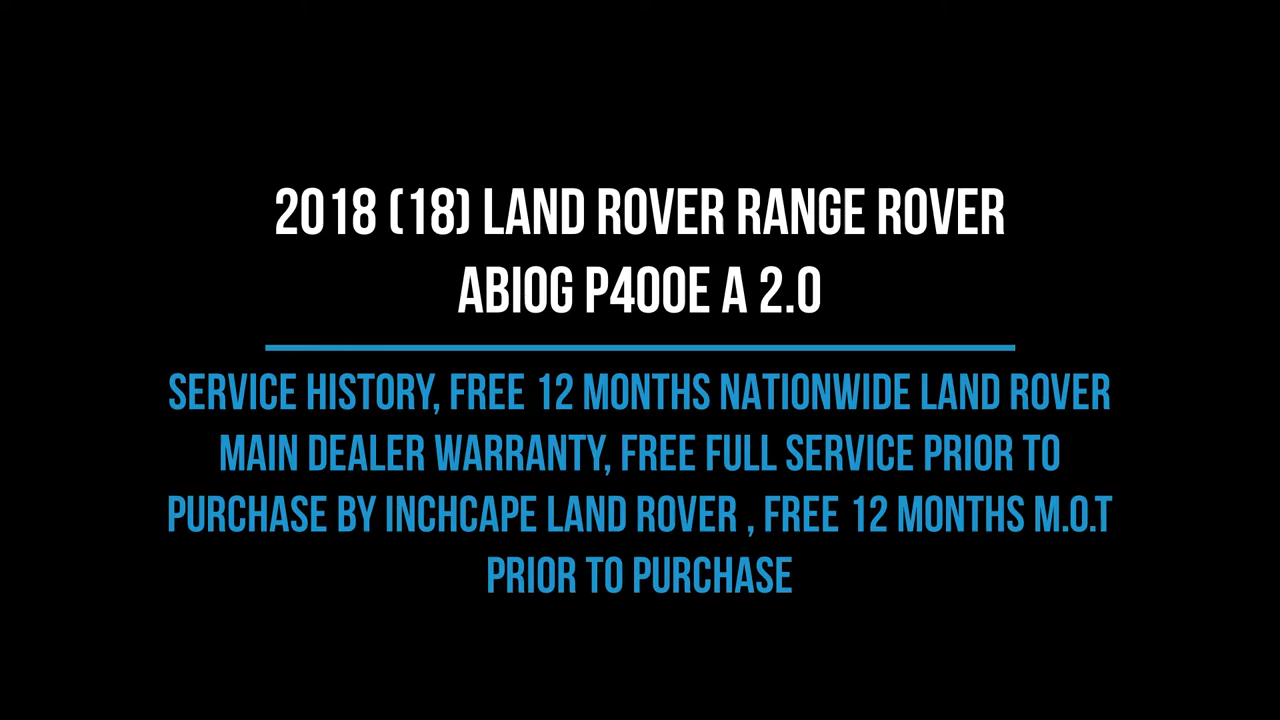 2018 (18) LAND ROVER RANGE ROVER
ABIOG P400E A 2.0
SERVICE HISTORY, FREE 12 MONTHS NATIONWIDE LAND ROVER
MAIN DEALER WARRANTY, FREE FULL SERVICE PRIOR TO
PURCHASE BY INCHCAPE LAND ROVER , FREE 12 MONTHS M.O.T
PRIOR TO PURCHASE